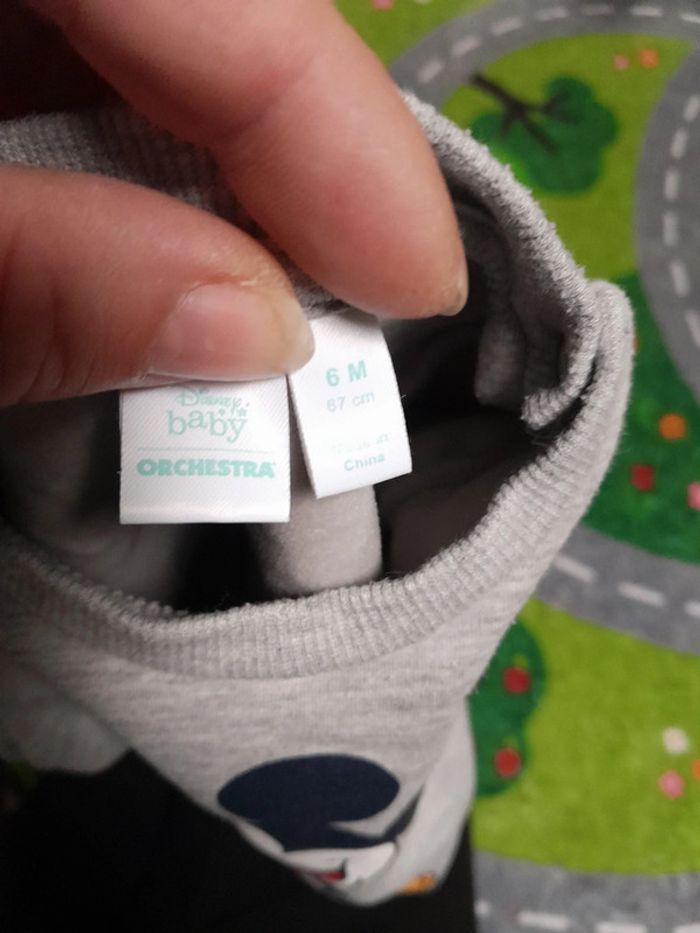 Disney
baby
ORCHESTRA
6 M
67 cm
Made in
China